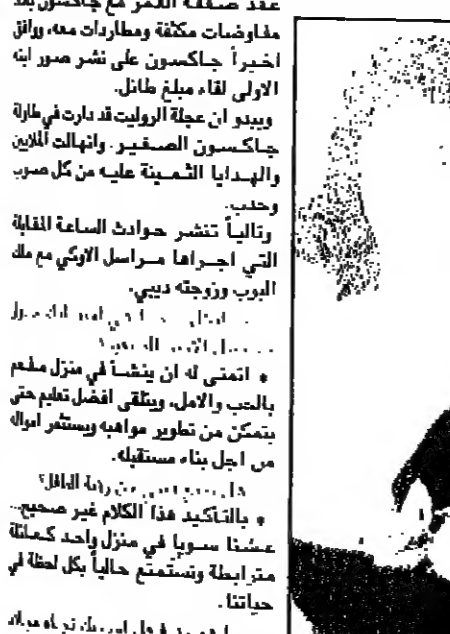 عقد صفقة العمر مع جاكسون بعد
مفاوضات مكثفة ومطاردات معه، ووافق
اخيراً جاكسون على نشر صور ابنه
الاولى لقاء مبلغ طائل.
ويبدو ان عجلة الروليت قد دارت في طاولة
جاكسون الصغير. وانهالت الملايين
والهدايا الثمينة عليه من كل صوب
وحدب.
وتالياً تنشر حوادث الساعة المقابلة
التي اجراها مراسل الاوكي مع ملك
البوب وزوجته ديبي.
* اتمنى له ان ينشأ في منزل مفعم
بالحب والامل، ويتلقى افضل تعليم حتى
يتمكن من تطوير مواهبه ويستثمر امواله
من اجل بناء مستقبله.
من رؤية الطفل؟
* بالتأكيد هذا الكلام غير صحيح..
عشنا سويا في منزل واحد كعائلة
مترابطة ونستمتع حالياً بكل لحظة في
حياتنا.